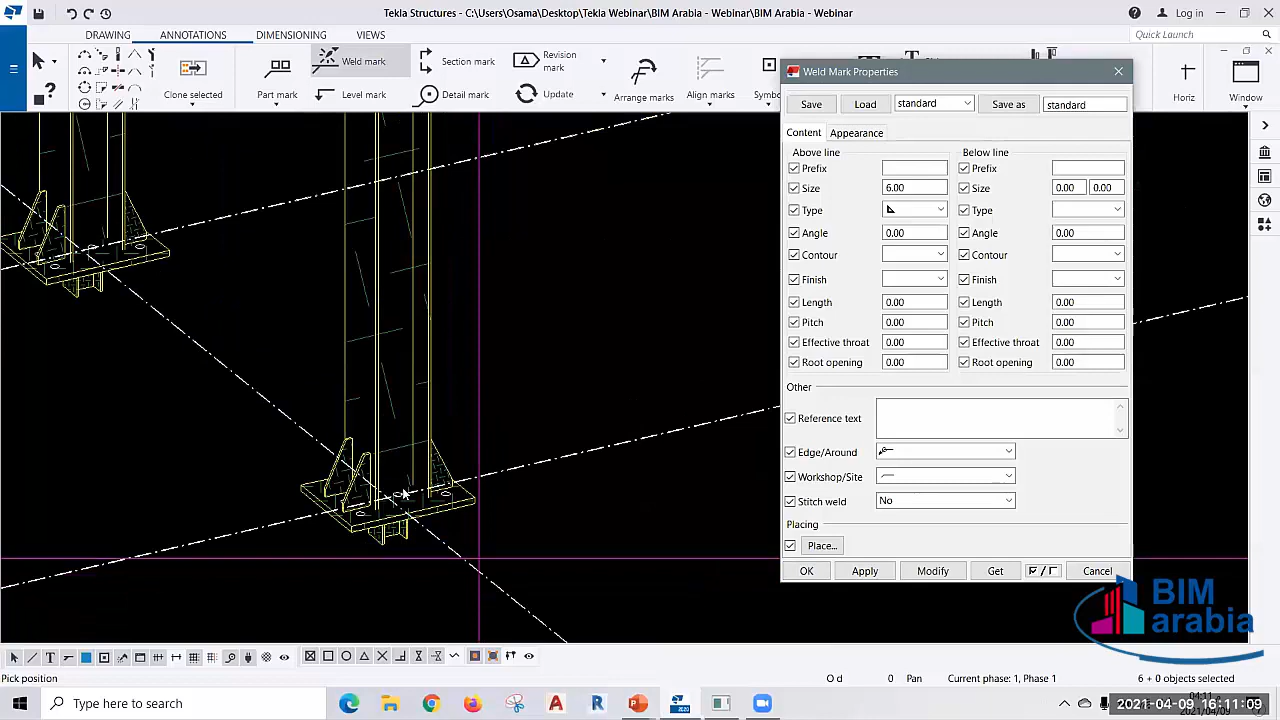 Tekla Structures - C:\Users\Osama\Desktop\Tekla Webinar\BIM Arabia - Webinar\BIM Arabia - Webinar
Log in
DRAWING
ANNOTATIONS
DIMENSIONING
VIEWS
Quick Launch
Clone selected
Part mark
Weld mark
Level mark
Section mark
Detail mark
Revision mark
Update
Arrange marks
Align marks
Horiz
Window
Weld Mark Properties
Save
Load
standard
Save as
standard
Content
Appearance
Above line
Below line
Prefix
Prefix
Size 6.00
Size 0.00 0.00
Type
Type
Angle 0.00
Angle 0.00
Contour
Contour
Finish
Finish
Length 0.00
Length 0.00
Pitch 0.00
Pitch 0.00
Effective throat 0.00
Effective throat 0.00
Root opening 0.00
Root opening 0.00
Other
Reference text
Edge/Around
Workshop/Site
Stitch weld No
Placing
Place...
OK
Apply
Modify
Get
Cancel
BIM
arabia
Pick position
O d
0
Pan
Current phase: 1, Phase 1
6 + 0 objects selected
Type here to search
2021-04-09 16:11:09